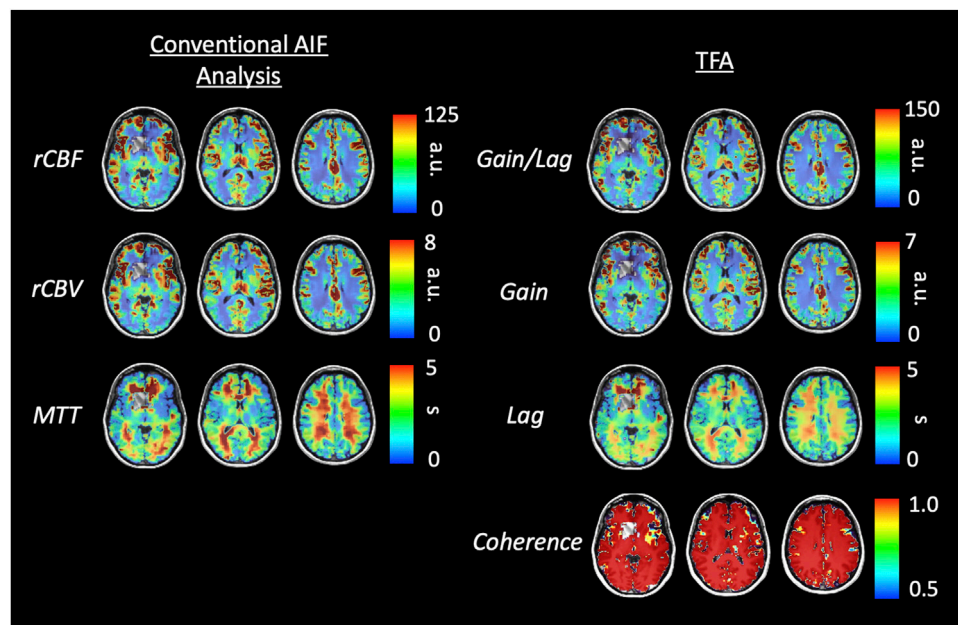 Conventional AIF
Analysis
rCBF
125
a.u.
0
rCBV
8
a.u.
0
MTT
5
s
0
TFA
Gain/Lag
150
a.u.
0
Gain
7
a.u.
0
Lag
5
s
0
Coherence
1.0
0.5